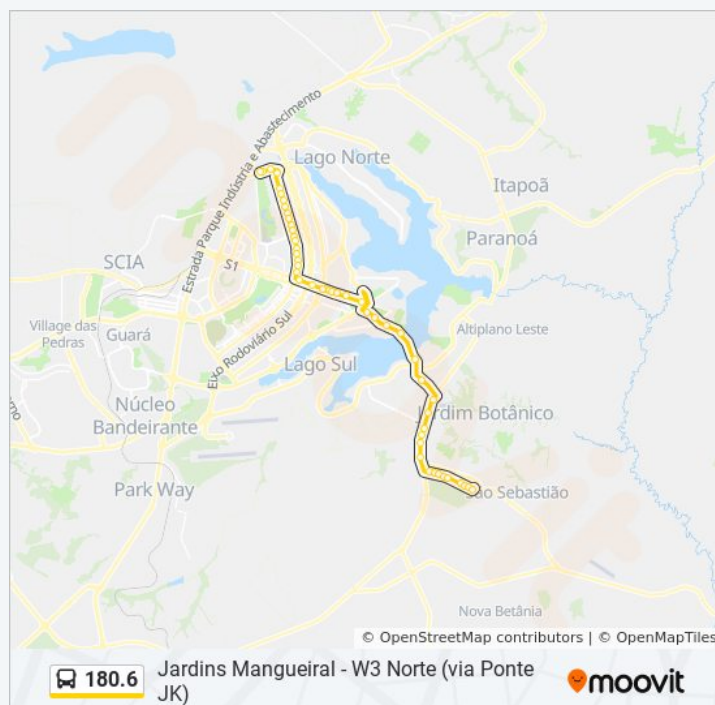 Estrada Parque Indústria e Abastecimento
Lago Norte
Itapoã
Paranoá
SCIA
S1
Village das
Pedras
Guará
Eixo Rodoviário Sul
Altiplano Leste
Lago Sul
Núcleo
Bandeirante
Jardim Botânico
Park Way
São Sebastião
Nova Betânia
© OpenStreetMap contributors | © OpenMapTiles
180.6
Jardins Mangueiral - W3 Norte (via Ponte
JK)
moovit